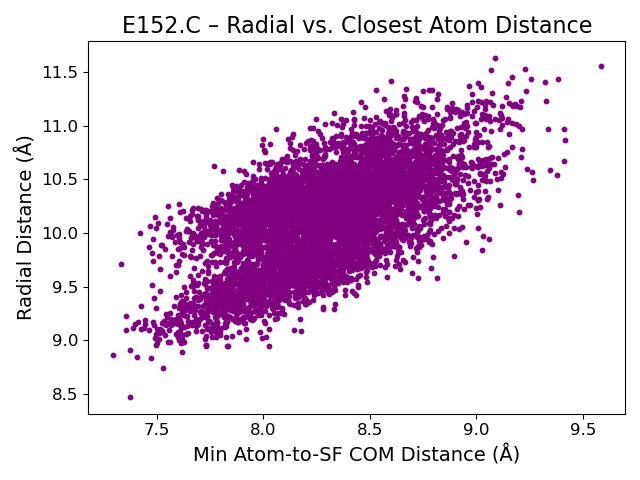 E152.C – Radial vs. Closest Atom Distance
Radial Distance (Å)
11.5
11.0
10.5
10.0
9.5
9.0
8.5
7.5 8.0 8.5 9.0 9.5
Min Atom-to-SF COM Distance (Å)